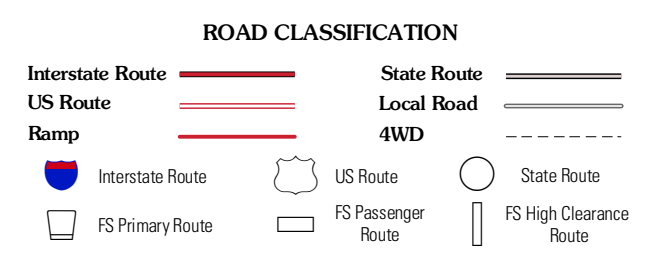 ROAD CLASSIFICATION
Interstate Route
State Route
US Route
Local Road
Ramp
4WD
Interstate Route
US Route
State Route
FS Primary Route
FS Passenger
Route
FS High Clearance
Route